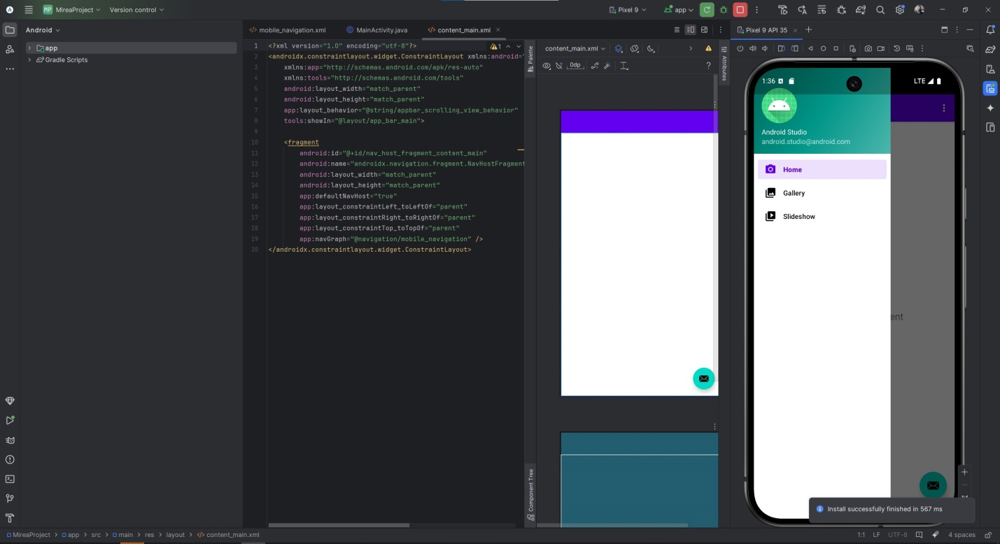 MP MireaProject Version control Pixel 9 app
Android
mobile_navigation.xml MainActivity.java content_main.xml Pixel 9 API 35
app
Gradle Scripts
1 <?xml version="1.0" encoding="utf-8"?> 1
2 <androidx.constraintlayout.widget.ConstraintLayout xmlns:android="
3 xmlns:app="http://schemas.android.com/apk/res-auto"
4 xmlns:tools="http://schemas.android.com/tools"
5 android:layout_width="match_parent"
6 android:layout_height="match_parent"
7 app:layout_behavior="@string/appbar_scrolling_view_behavior"
8 tools:showIn="@layout/app_bar_main">
9
10 <fragment
11 android:id="@+id/nav_host_fragment_content_main"
12 android:name="androidx.navigation.fragment.NavHostFragment
13 android:layout_width="match_parent"
14 android:layout_height="match_parent"
15 app:defaultNavHost="true"
16 app:layout_constraintLeft_toLeftOf="parent"
17 app:layout_constraintRight_toRightOf="parent"
18 app:layout_constraintTop_toTopOf="parent"
19 app:navGraph="@navigation/mobile_navigation" />
20 </androidx.constraintlayout.widget.ConstraintLayout>
Palette
content_main.xml
0dp ?
Attributes
Component Tree
1:36 LTE
Android Studio
android.studio@android.com
Home
Gallery
Slideshow
ent
Install successfully finished in 567 ms
MireaProject > app > src > main > res > layout > content_main.xml 1:1 LF UTF-8 4 spaces